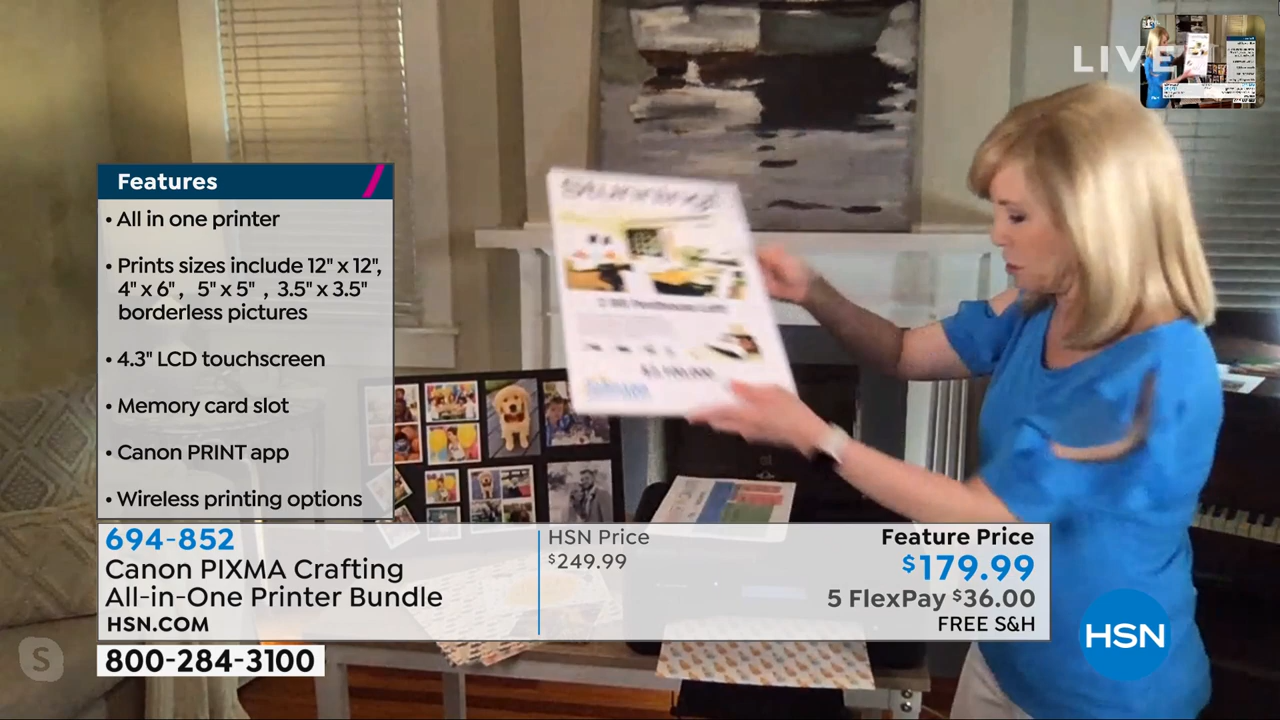 LIVE
Features
• All in one printer
• Prints sizes include 12" x 12",
4" x 6", 5" x 5" , 3.5" x 3.5"
borderless pictures
• 4.3" LCD touchscreen
• Memory card slot
• Canon PRINT app
• Wireless printing options
694-852
Canon PIXMA Crafting
All-in-One Printer Bundle
HSN.COM
HSN Price
$249.99
Feature Price
$179.99
5 FlexPay $36.00
FREE S&H
HSN
800-284-3100
S